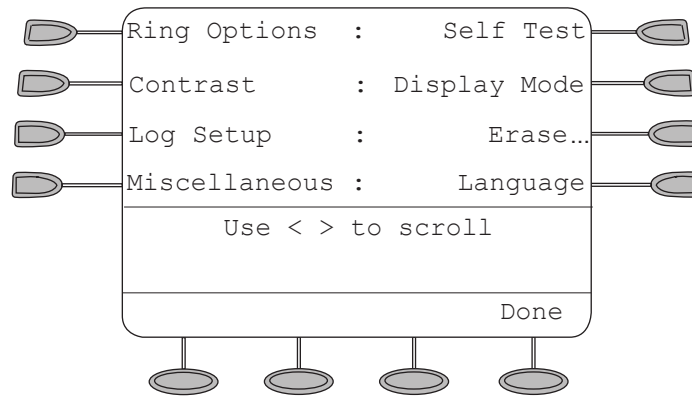 Ring Options : Self Test
Contrast : Display Mode
Log Setup : Erase…
Miscellaneous : Language
Use < > to scroll
Done